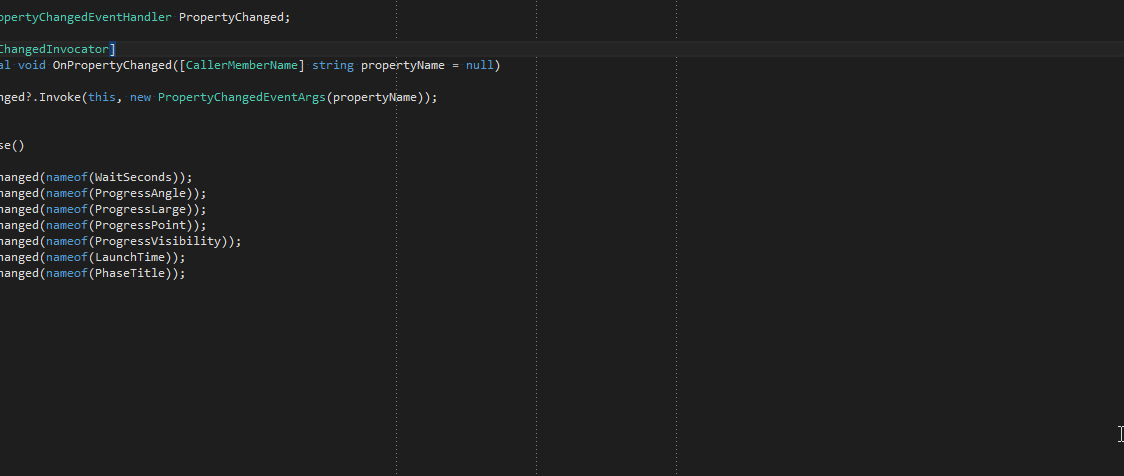 opertyChangedEventHandler PropertyChanged;
ChangedInvocator]
al void OnPropertyChanged([CallerMemberName] string propertyName = null)
nged?.Invoke(this, new PropertyChangedEventArgs(propertyName));
se()
hanged(nameof(WaitSeconds));
hanged(nameof(ProgressAngle));
hanged(nameof(ProgressLarge));
hanged(nameof(ProgressPoint));
hanged(nameof(ProgressVisibility));
hanged(nameof(LaunchTime));
hanged(nameof(PhaseTitle));